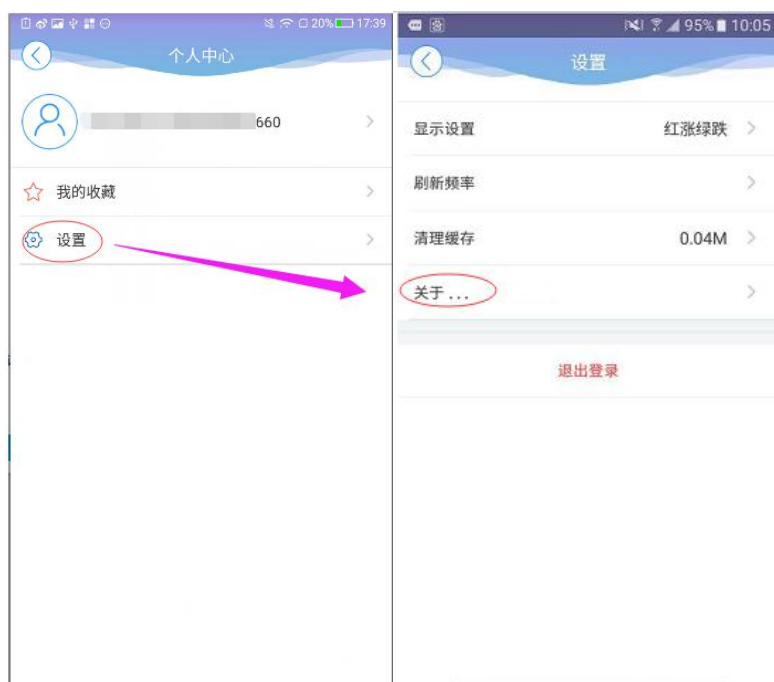 20% 17:39
个人中心
660
我的收藏
设置
95% 10:05
设置
显示设置 红涨绿跌
刷新频率
清理缓存 0.04M
关于...
退出登录